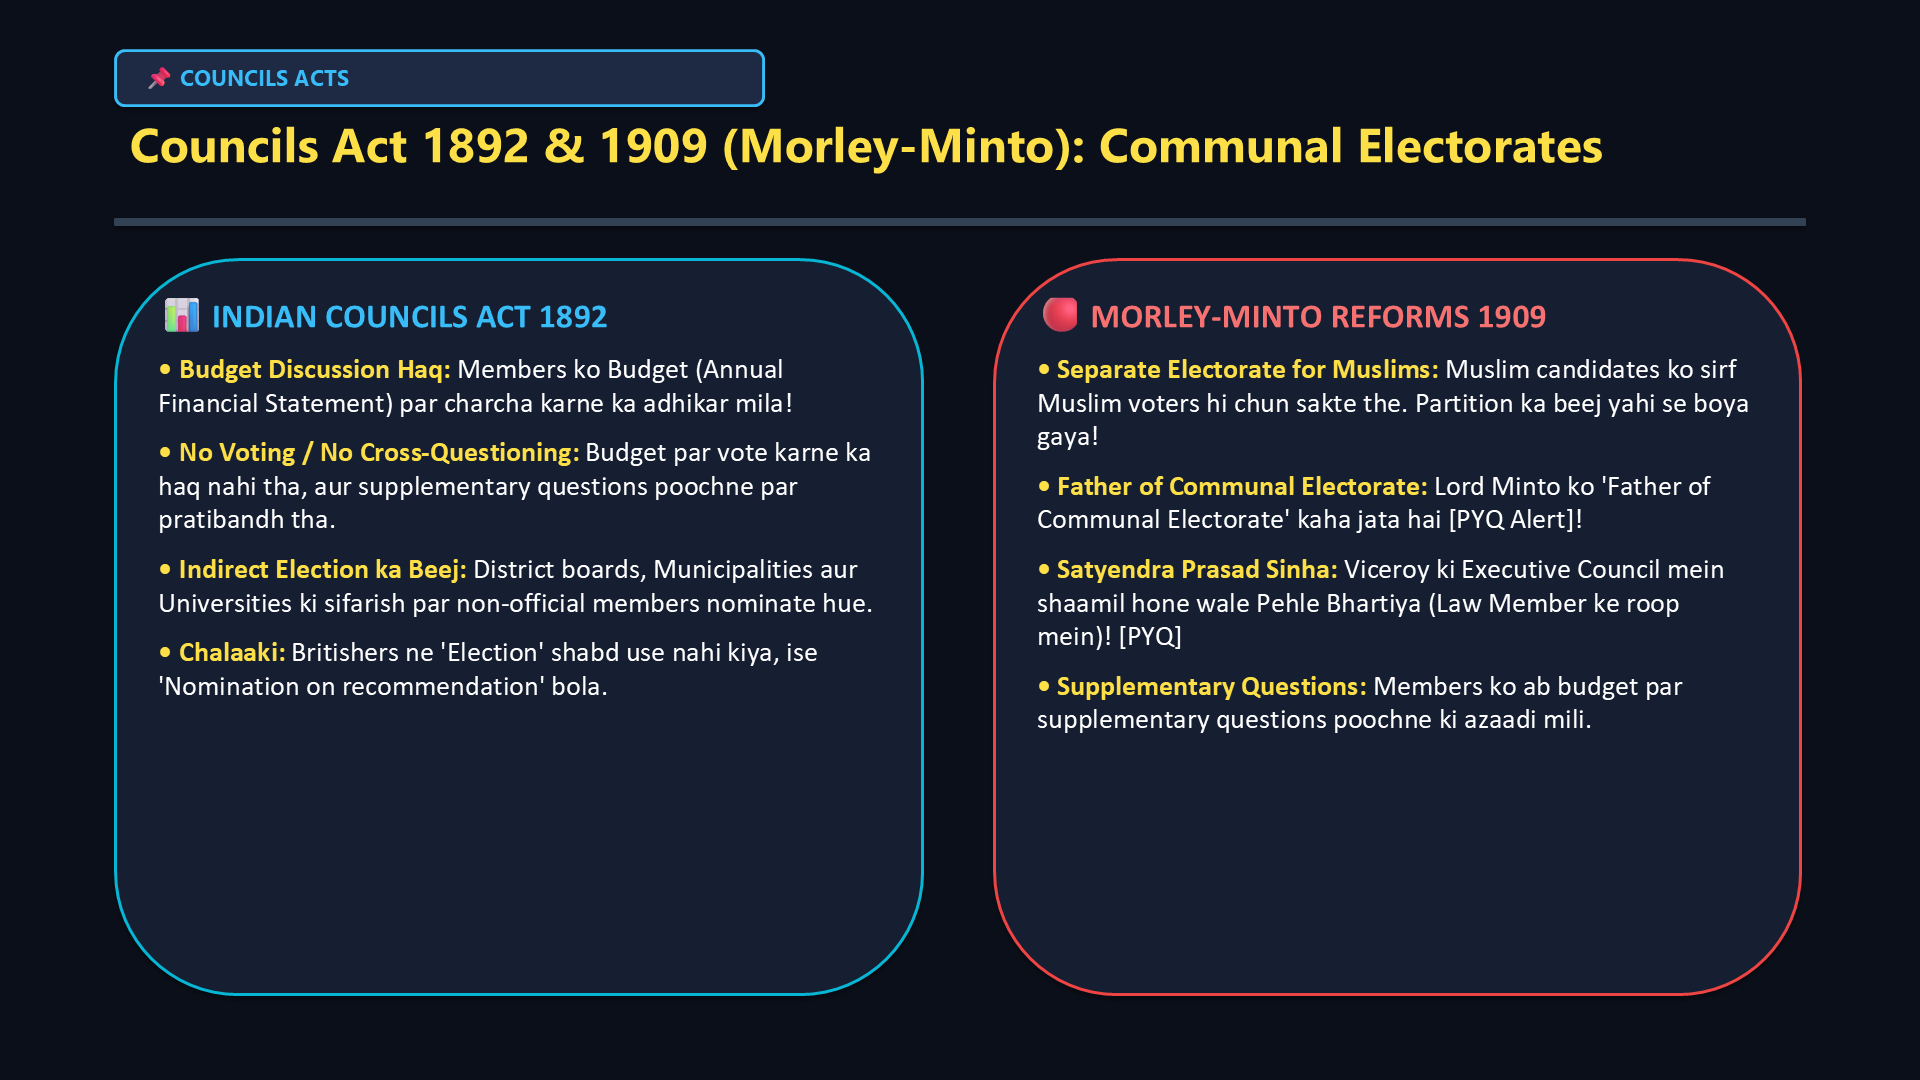 📌 COUNCILS ACTS
Councils Act 1892 & 1909 (Morley-Minto): Communal Electorates
📊 INDIAN COUNCILS ACT 1892
• Budget Discussion Haq: Members ko Budget (Annual
Financial Statement) par charcha karne ka adhikar mila!
• No Voting / No Cross-Questioning: Budget par vote karne ka
haq nahi tha, aur supplementary questions poochne par
pratibandh tha.
• Indirect Election ka Beej: District boards, Municipalities aur
Universities ki sifarish par non-official members nominate hue.
• Chalaaki: Britishers ne 'Election' shabd use nahi kiya, ise
'Nomination on recommendation' bola.
🔴 MORLEY-MINTO REFORMS 1909
• Separate Electorate for Muslims: Muslim candidates ko sirf
Muslim voters hi chun sakte the. Partition ka beej yahi se boya
gaya!
• Father of Communal Electorate: Lord Minto ko 'Father of
Communal Electorate' kaha jata hai [PYQ Alert]!
• Satyendra Prasad Sinha: Viceroy ki Executive Council mein
shaamil hone wale Pehle Bhartiya (Law Member ke roop
mein)! [PYQ]
• Supplementary Questions: Members ko ab budget par
supplementary questions poochne ki azaadi mili.